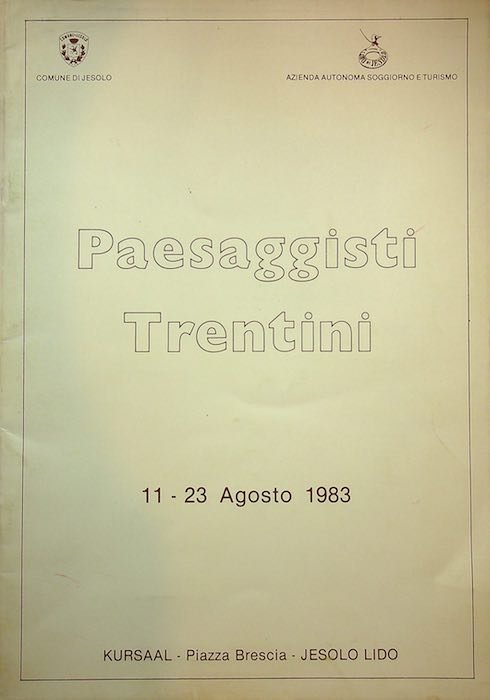 COMUNE DI JESOLO
AZIENDA AUTONOMA SOGGIORNO E TURISMO
Paesaggisti
Trentini
11 - 23 Agosto 1983
KURSAAL - Piazza Brescia - JESOLO LIDO